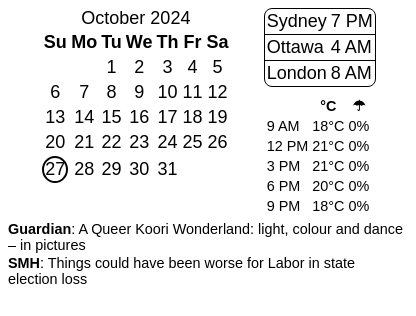 October 2024
Su Mo Tu We Th Fr Sa
1 2 3 4 5
6 7 8 9 10 11 12
13 14 15 16 17 18 19
20 21 22 23 24 25 26
27 28 29 30 31
Sydney 7 PM
Ottawa 4 AM
London 8 AM
°C ☂
9 AM 18°C 0%
12 PM 21°C 0%
3 PM 21°C 0%
6 PM 20°C 0%
9 PM 18°C 0%
Guardian: A Queer Koori Wonderland: light, colour and dance
– in pictures
SMH: Things could have been worse for Labor in state
election loss